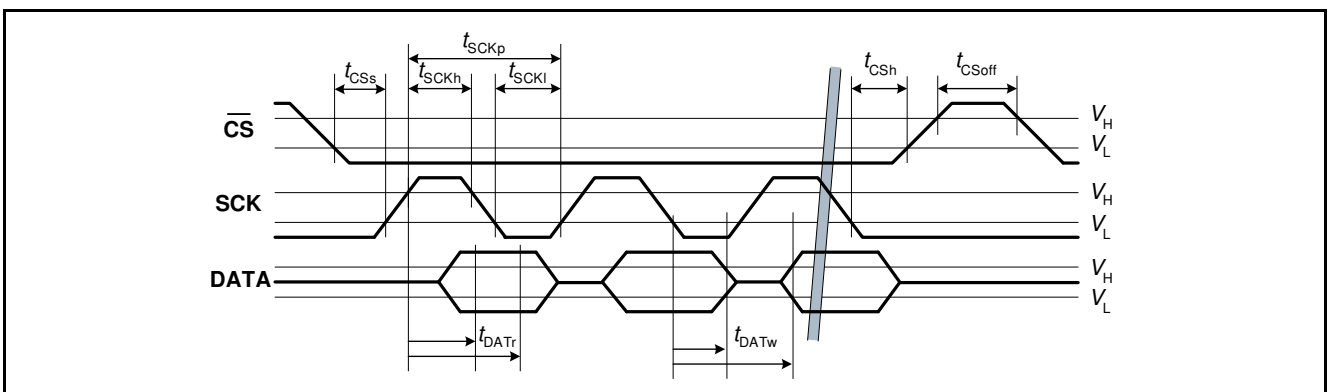 tSCKp
tCSs
tSCKh
tSCKl
tCSh
tCSoff
CS
VH
VL
SCK
VH
VL
DATA
VH
VL
tDATr
tDATw